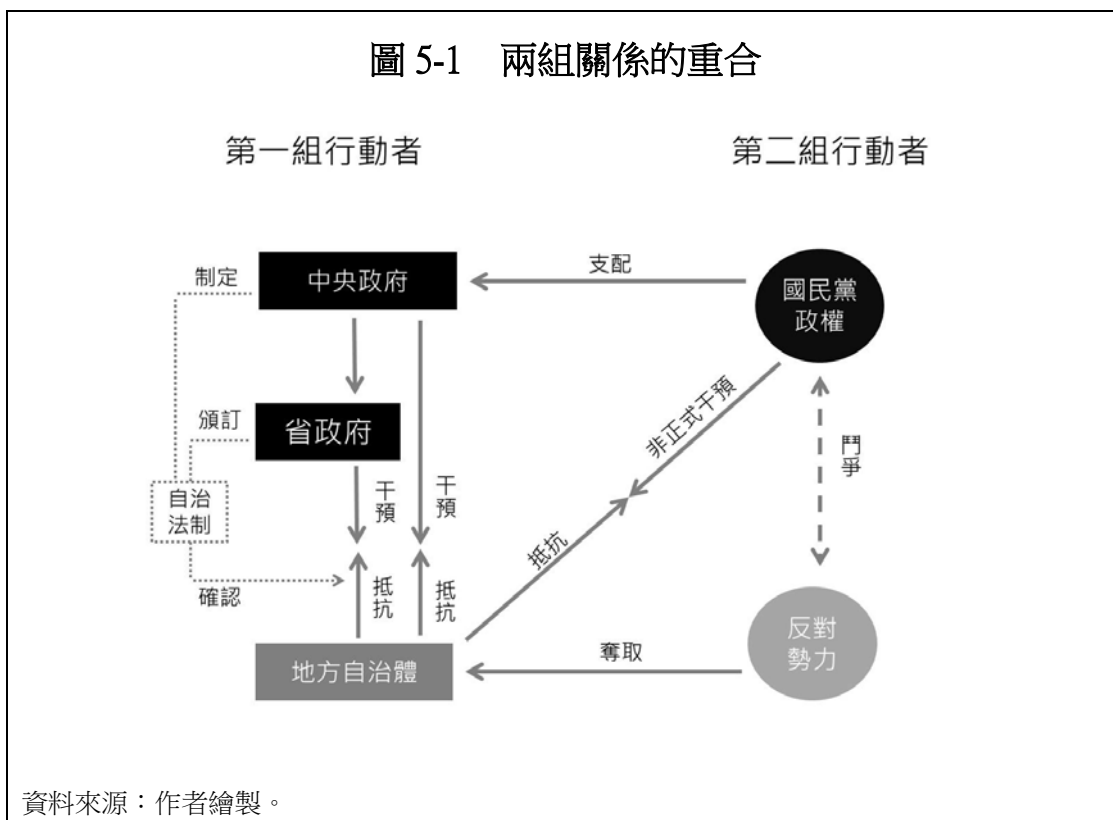 圖 5-1 兩組關係的重合
第一組行動者
第二組行動者
制定
中央政府
支配
國民黨
政權
頒訂
省政府
非正式干預
鬥爭
自治
法制
干預
干預
抵抗
確認
抵抗
抵抗
反對
勢力
地方自治體
奪取
資料來源：作者繪製。